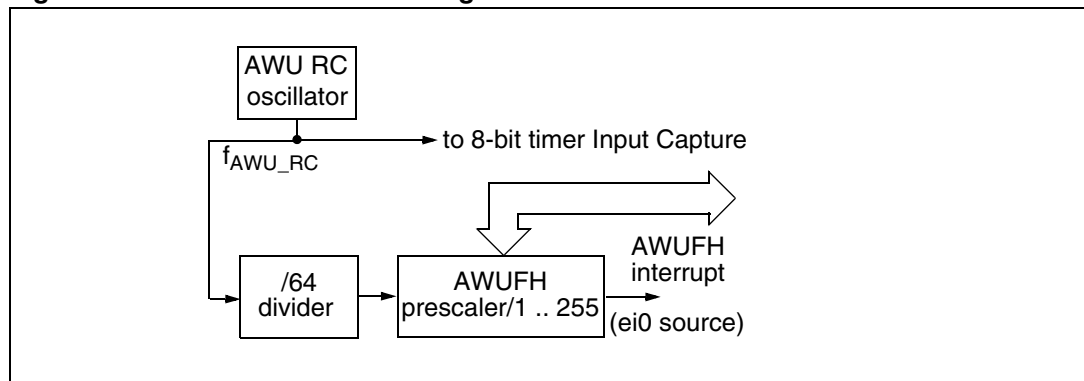 AWU RC
oscillator
to 8-bit timer Input Capture
fAWU_RC
AWUFH
interrupt
/64
divider
AWUFH
prescaler/1 .. 255
(ei0 source)